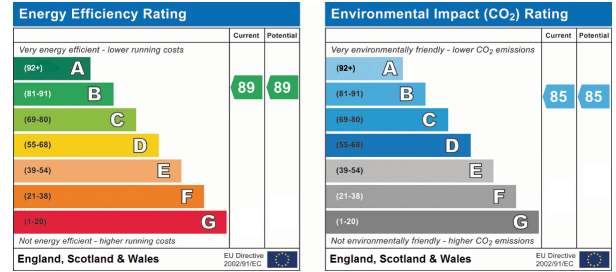 Energy Efficiency Rating
Current Potential
Very energy efficient - lower running costs
(92+) A
(81-91) B
(69-80) C
(55-68) D
(39-54) E
(21-38) F
(1-20) G
89 89
Not energy efficient - higher running costs
England, Scotland & Wales
EU Directive
2002/91/EC
Environmental Impact (CO₂) Rating
Current Potential
Very environmentally friendly - lower CO₂ emissions
(92+) A
(81-91) B
(69-80) C
(55-68) D
(39-54) E
(21-38) F
(1-20) G
85 85
Not environmentally friendly - higher CO₂ emissions
England, Scotland & Wales
EU Directive
2002/91/EC